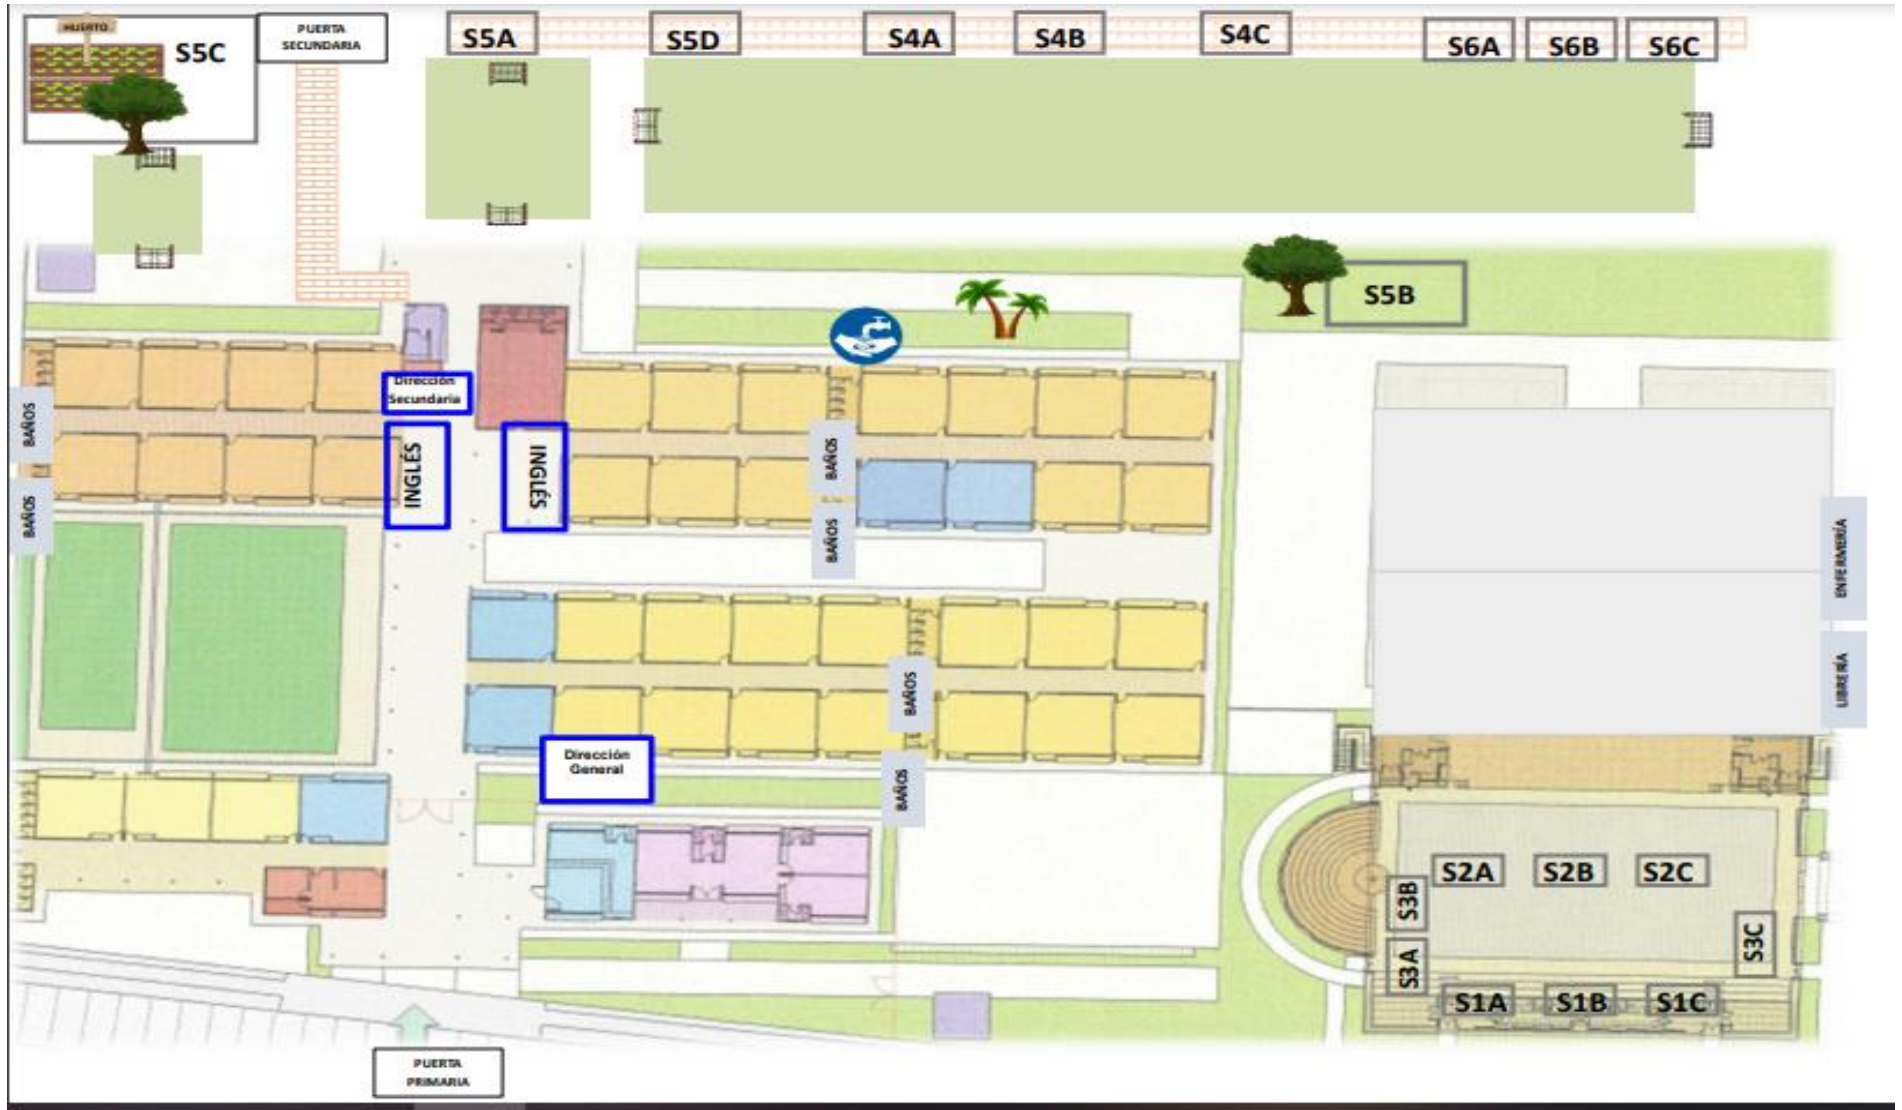 HUERTO
S5C
PUERTA
SECUNDARIA
S5A
S5D
S4A
S4B
S4C
S6A
S6B
S6C
S5B
Dirección
Secundaria
BAÑOS
BAÑOS
INGLÉS
INGLÉS
BAÑOS
BAÑOS
ENFERMERÍA
LIBRERÍA
BAÑOS
BAÑOS
Dirección
General
S2A
S2B
S2C
S3B
S3A
S3C
S1A
S1B
S1C
PUERTA
PRIMARIA